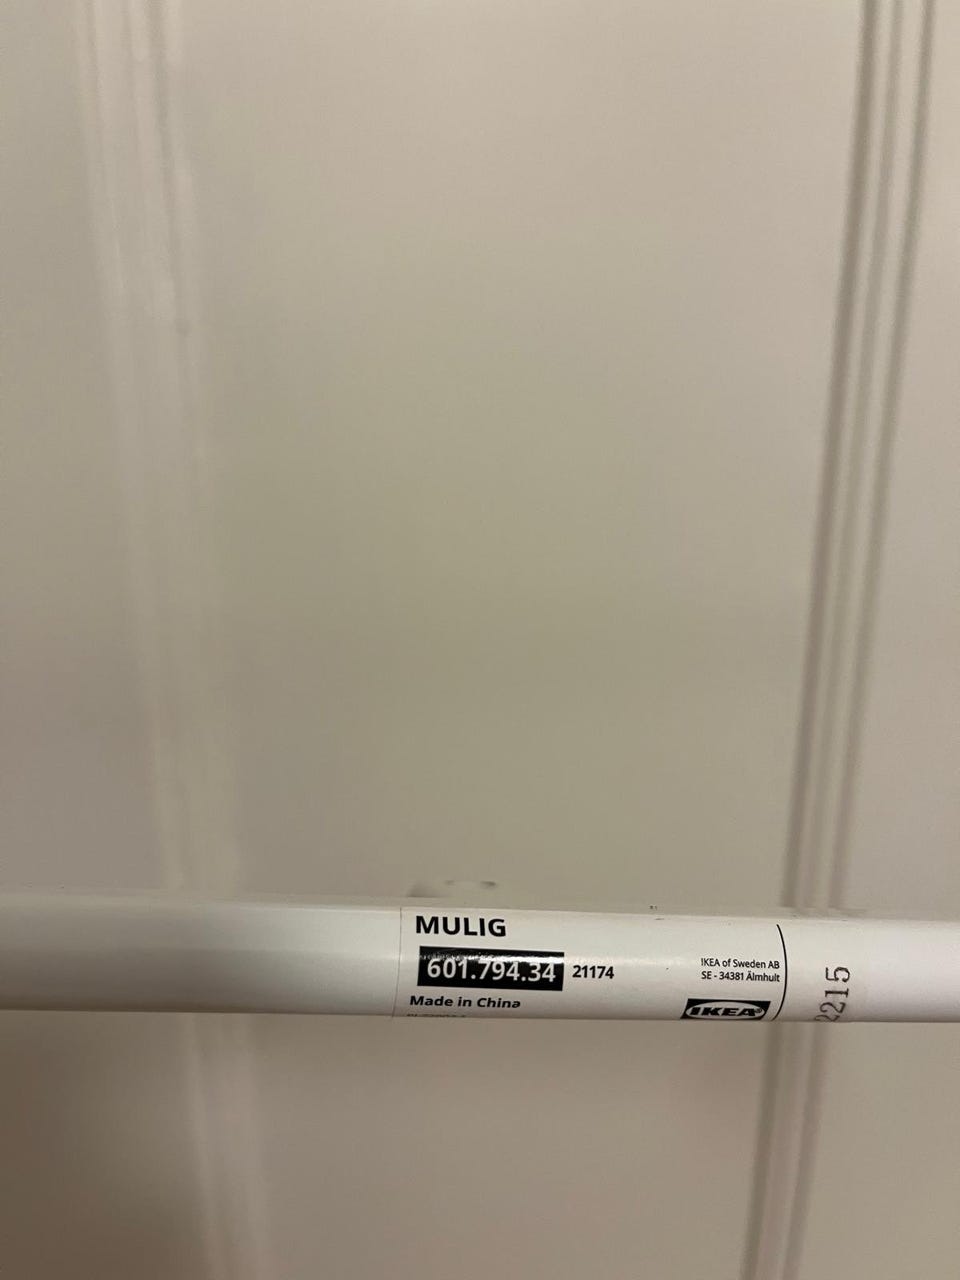 MULIG
601.794.34 21174
Made in China
IKEA of Sweden AB
SE - 34381 Älmhult
IKEA®
2215